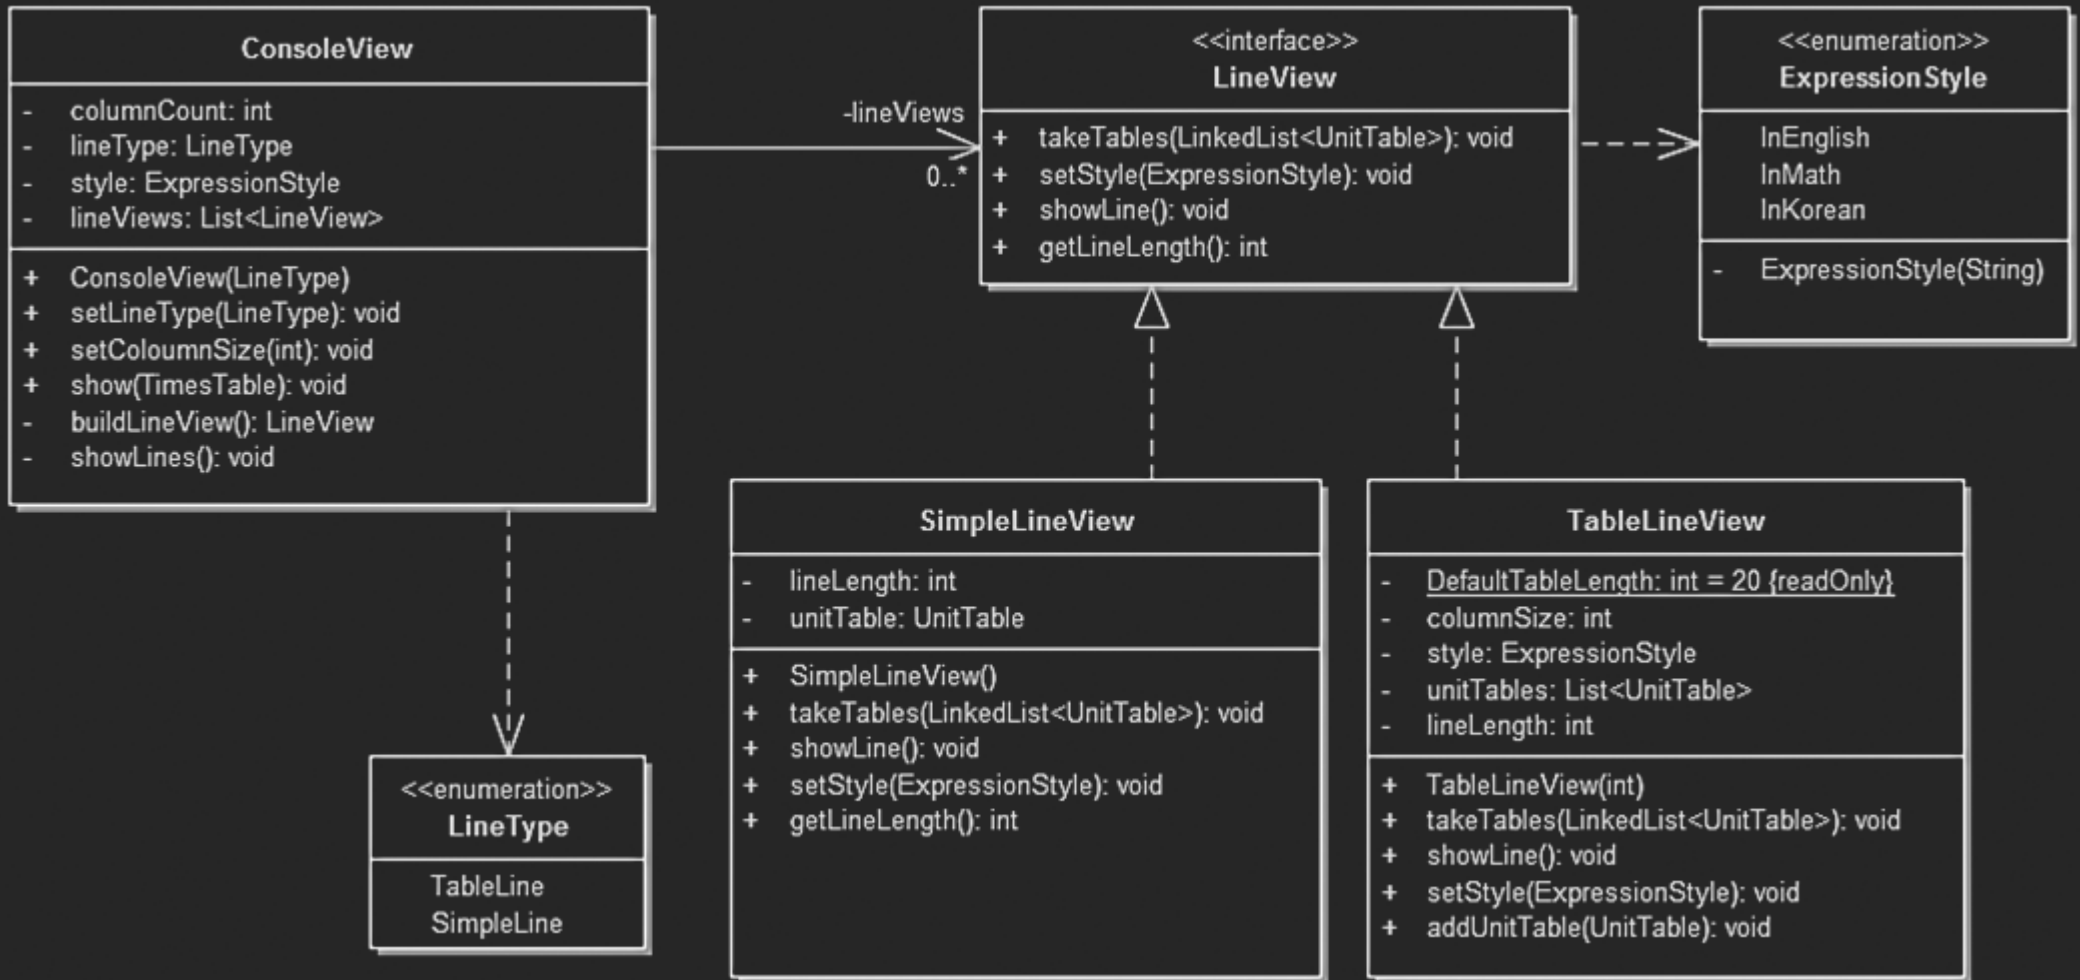 ConsoleView
- columnCount: int
- lineType: LineType
- style: ExpressionStyle
- lineViews: List<LineView>
+ ConsoleView(LineType)
+ setLineType(LineType): void
+ setColoumnSize(int): void
+ show(TimesTable): void
- buildLineView(): LineView
- showLines(): void
-lineViews
0..*
<<interface>>
LineView
+ takeTables(LinkedList<UnitTable>): void
+ setStyle(ExpressionStyle): void
+ showLine(): void
+ getLineLength(): int
<<enumeration>>
ExpressionStyle
InEnglish
InMath
InKorean
- ExpressionStyle(String)
<<enumeration>>
LineType
TableLine
SimpleLine
SimpleLineView
- lineLength: int
- unitTable: UnitTable
+ SimpleLineView()
+ takeTables(LinkedList<UnitTable>): void
+ showLine(): void
+ setStyle(ExpressionStyle): void
+ getLineLength(): int
TableLineView
- DefaultTableLength: int = 20 {readOnly}
- columnSize: int
- style: ExpressionStyle
- unitTables: List<UnitTable>
- lineLength: int
+ TableLineView(int)
+ takeTables(LinkedList<UnitTable>): void
+ showLine(): void
+ setStyle(ExpressionStyle): void
+ addUnitTable(UnitTable): void